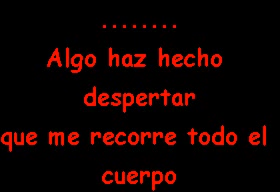 ........
Algo haz hecho
despertar
que me recorre todo el
cuerpo